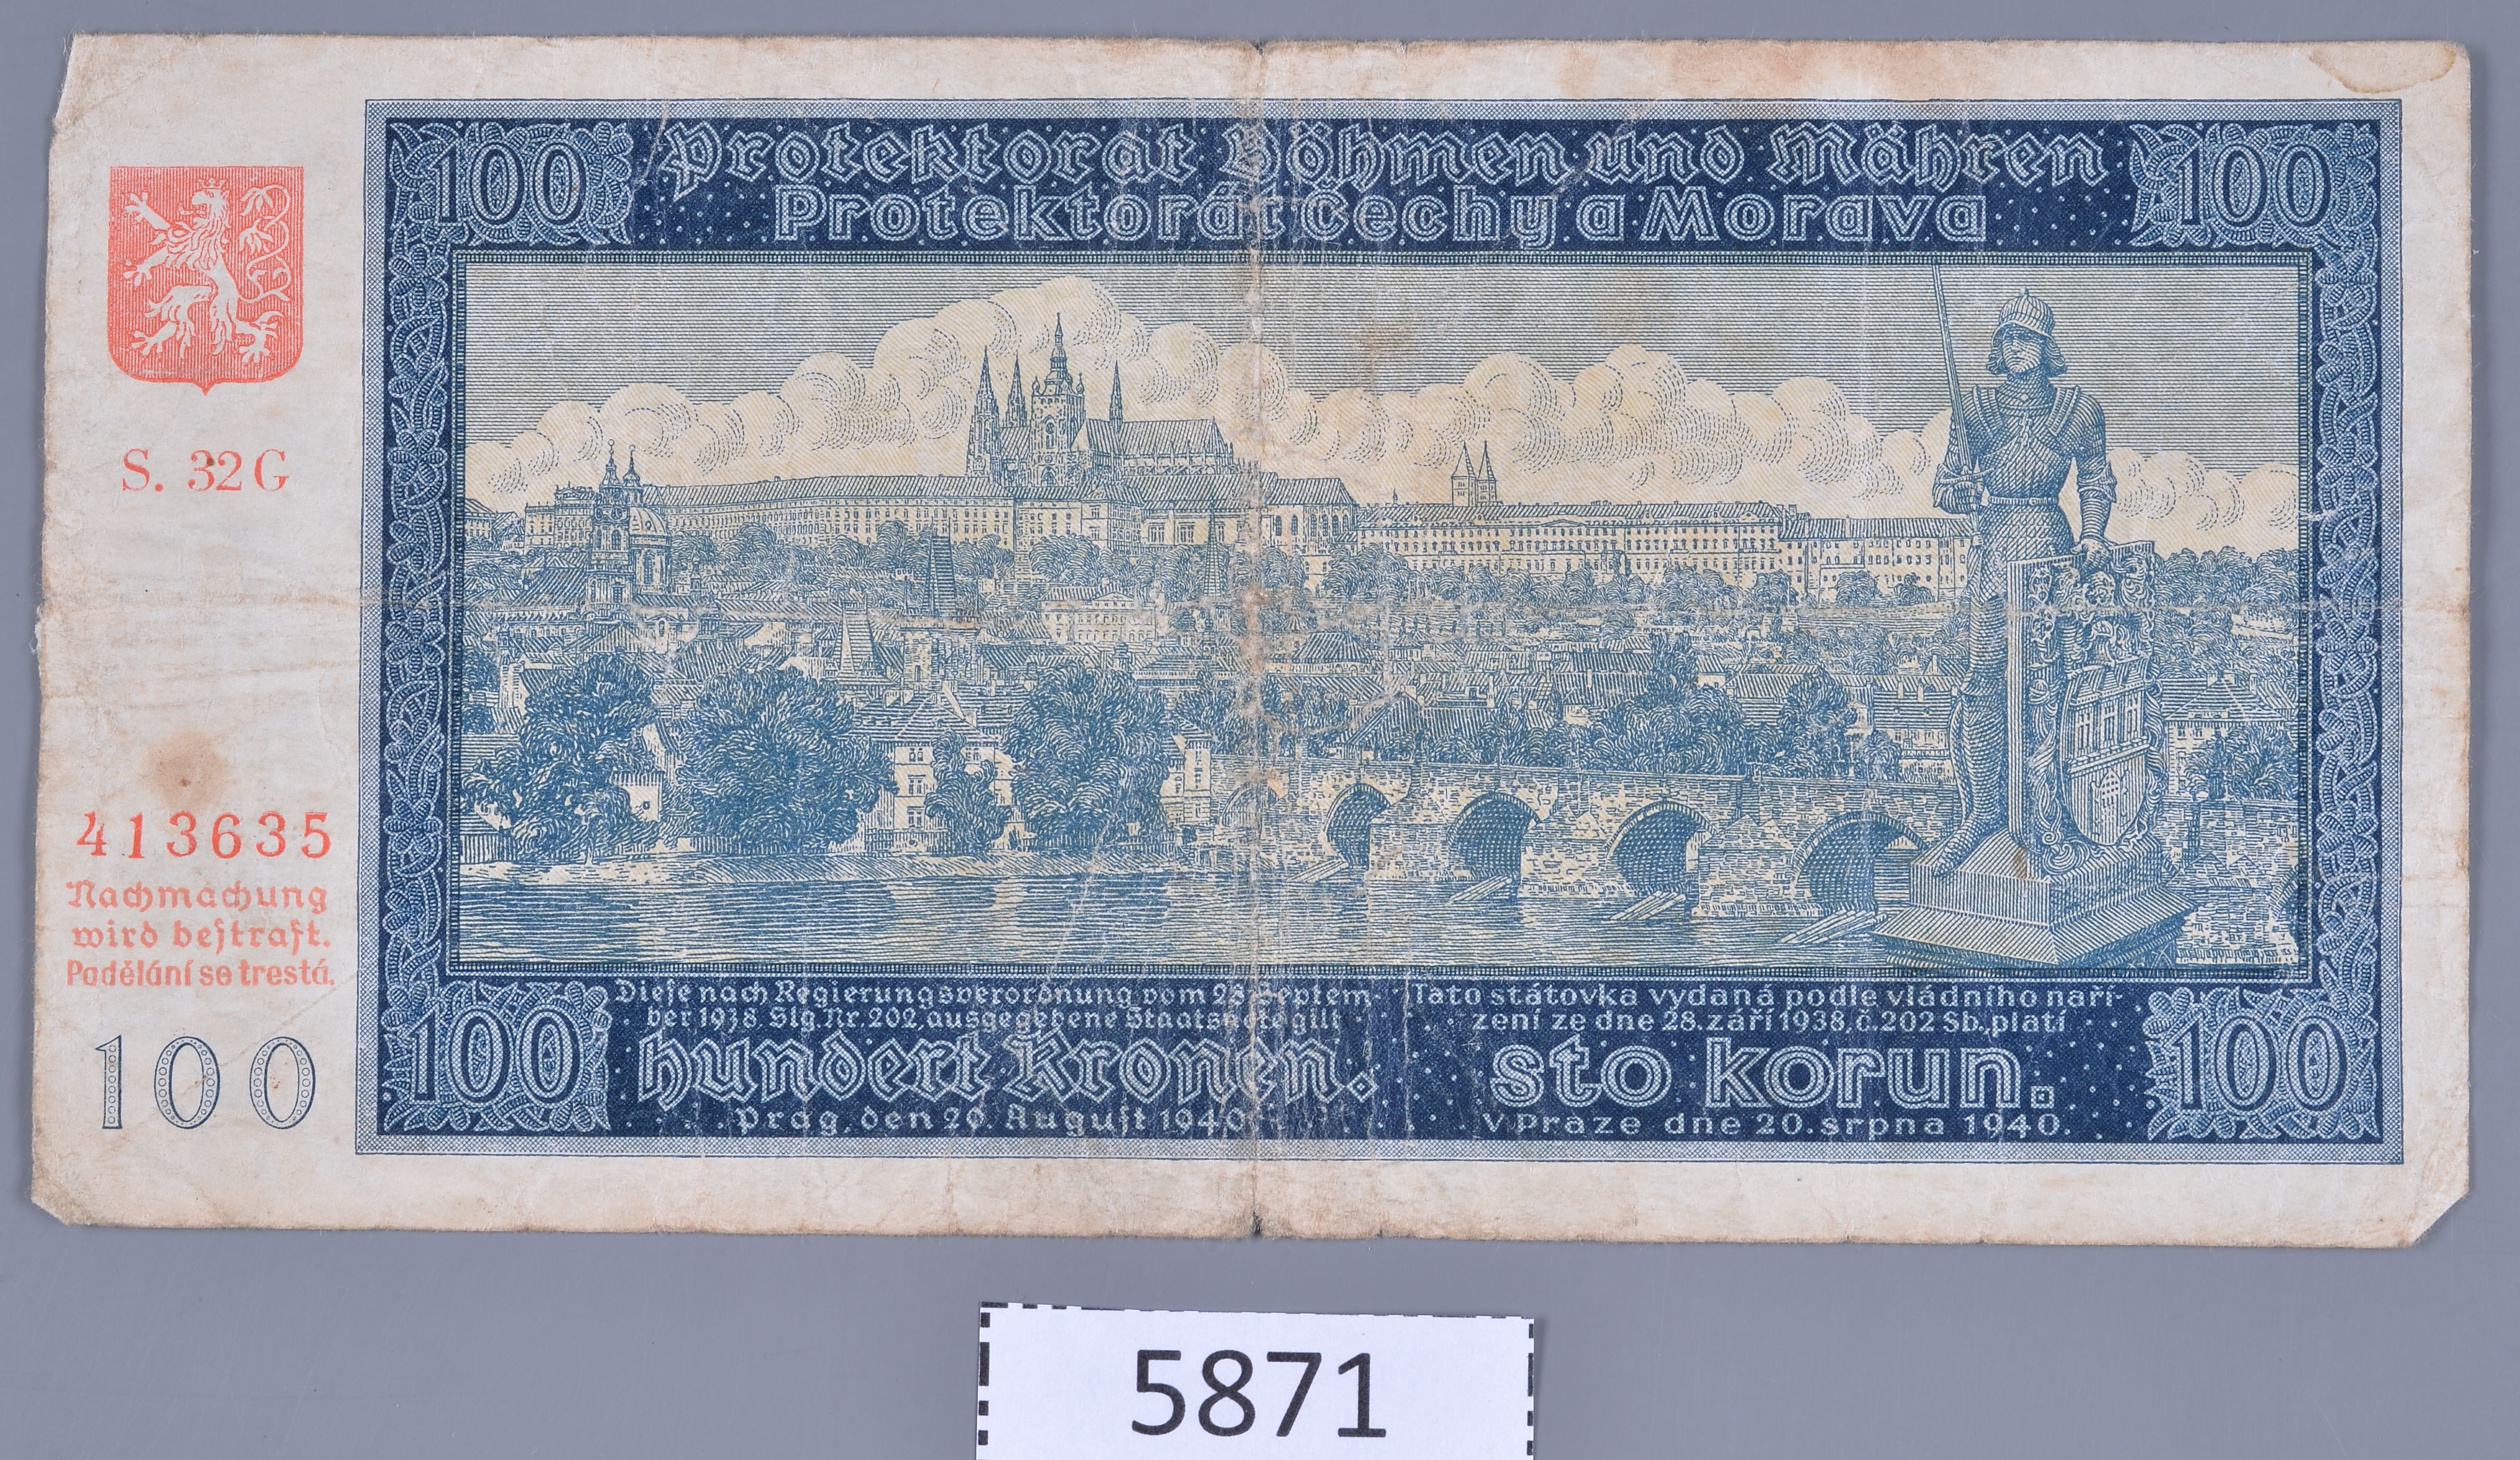 100 Protektorat Böhmen und Mähren 100
Protektorát Čechy a Morava
S. 32G
413635
Nachmachung
wird bestraft.
Padělání se trestá.
100
Diese nach Regierungsverordnung vom 28 Septem-
ber 1938, Slg. Nr. 202, ausgegebene Staatsnote gilt
hundert Kronen.
Prag, den 20. August 1940.
Tato státovka vydaná podle vládního naří-
zení ze dne 28. září 1938, č. 202 Sb., platí
sto korun.
V Praze dne 20. srpna 1940.
100
100
5871